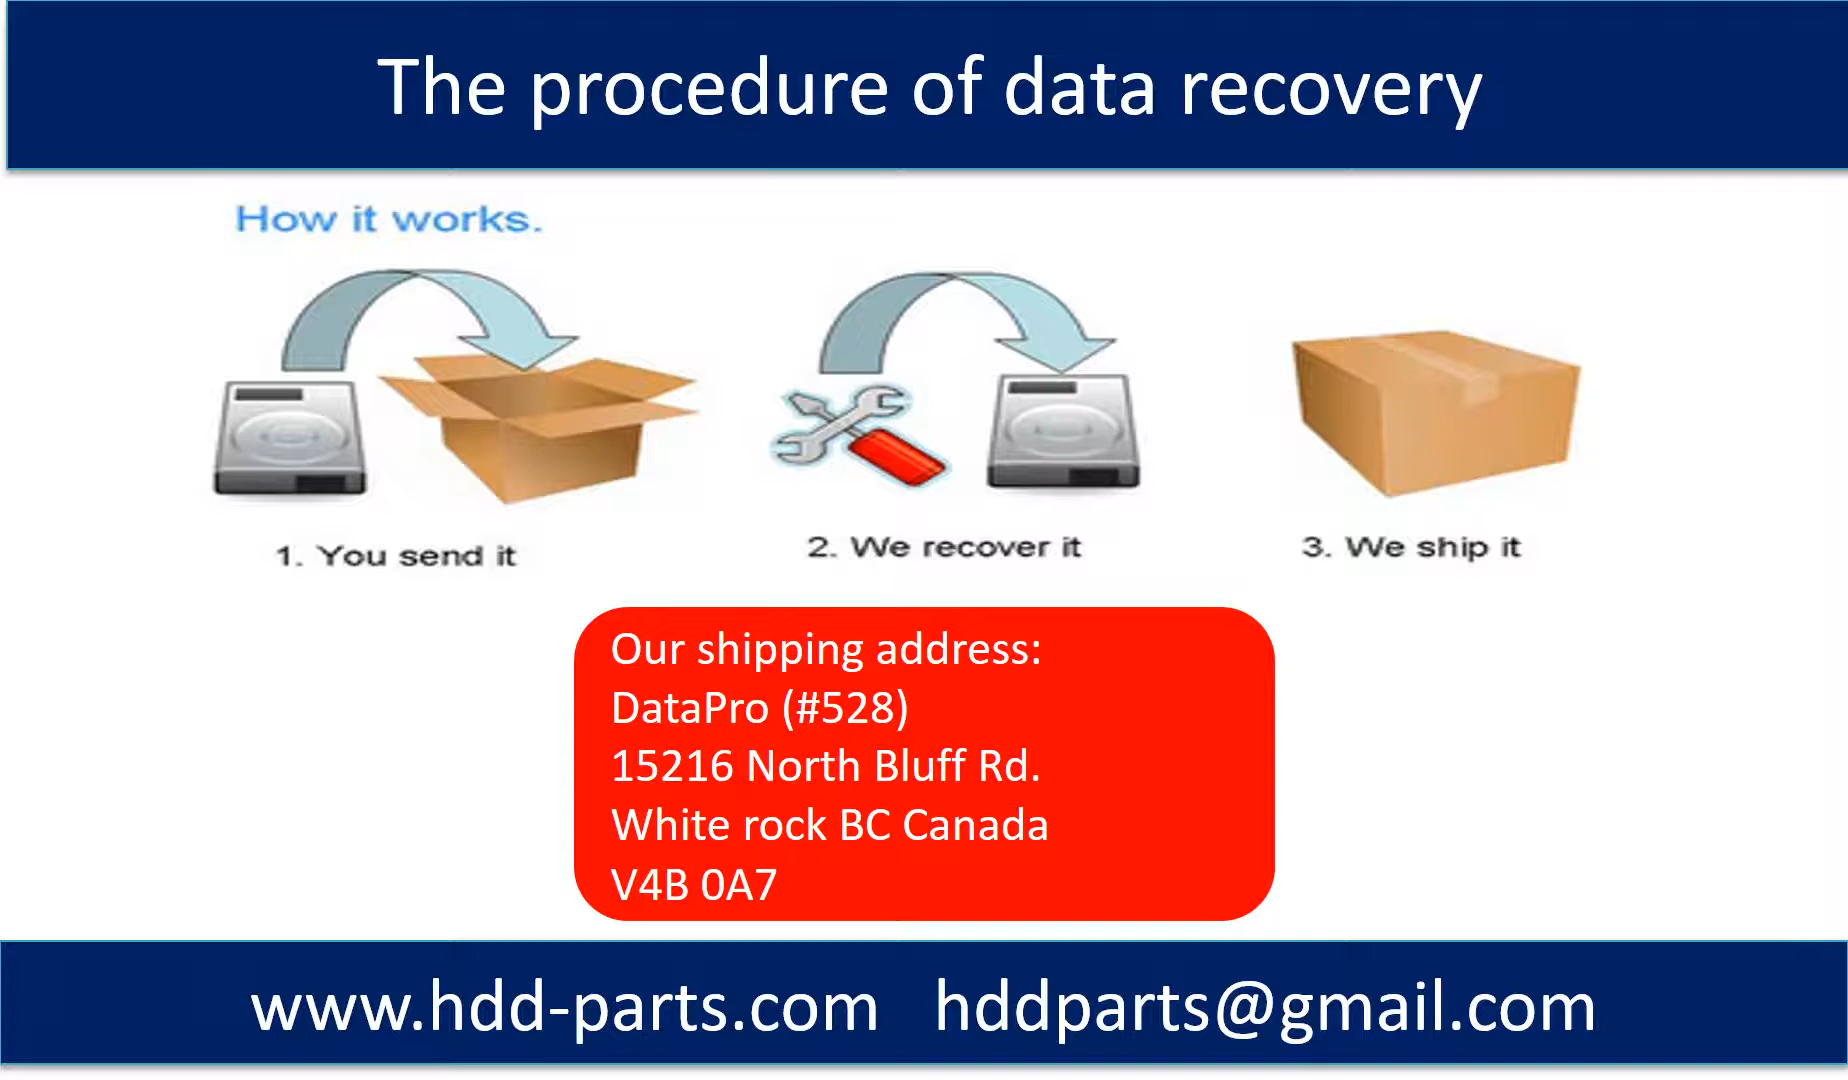 The procedure of data recovery
How it works.
1. You send it
2. We recover it
3. We ship it
Our shipping address:
DataPro (#528)
15216 North Bluff Rd.
White rock BC Canada
V4B 0A7
www.hdd-parts.com hddparts@gmail.com